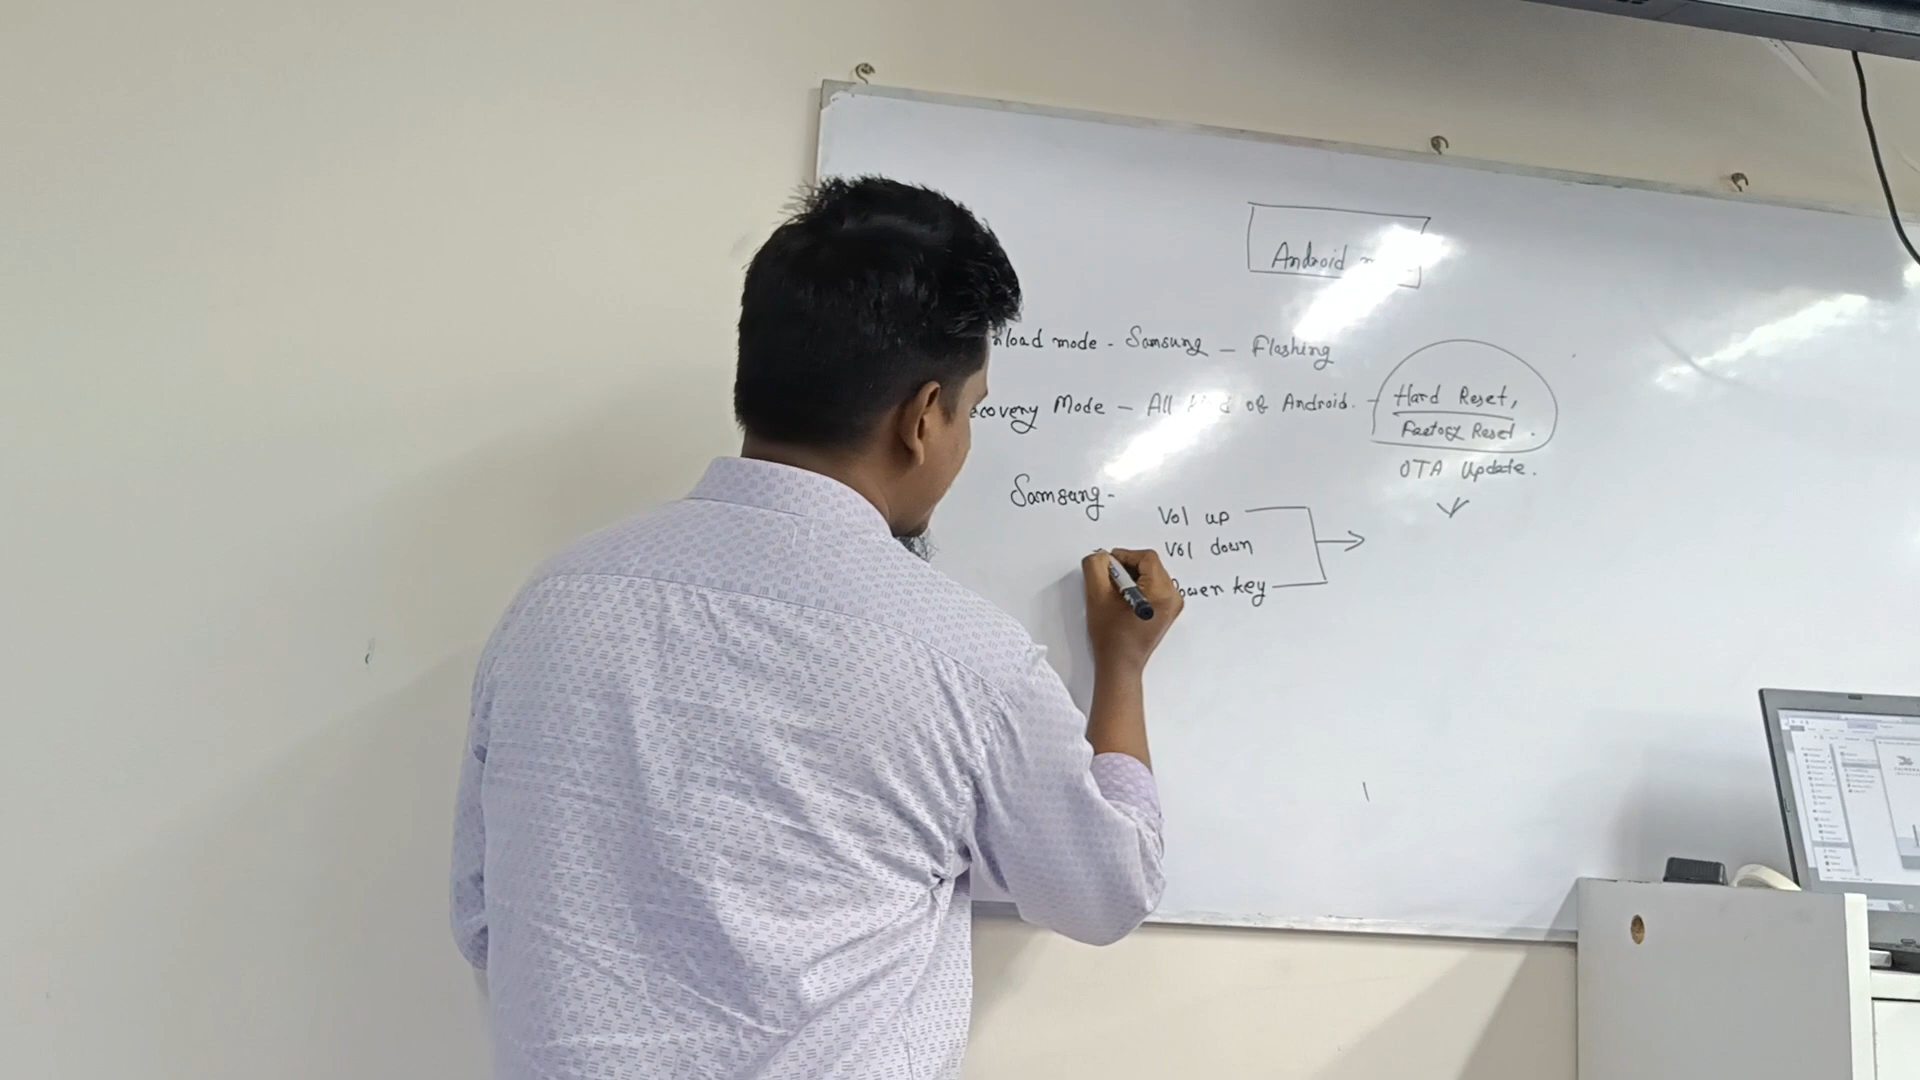 Android
nload mode - Samsung - Flashing
ecovery Mode - All kind of Android. - Hard Reset,
Factory Reset.
OTA Update.
Samsung -
Vol up
Vol down
Power key